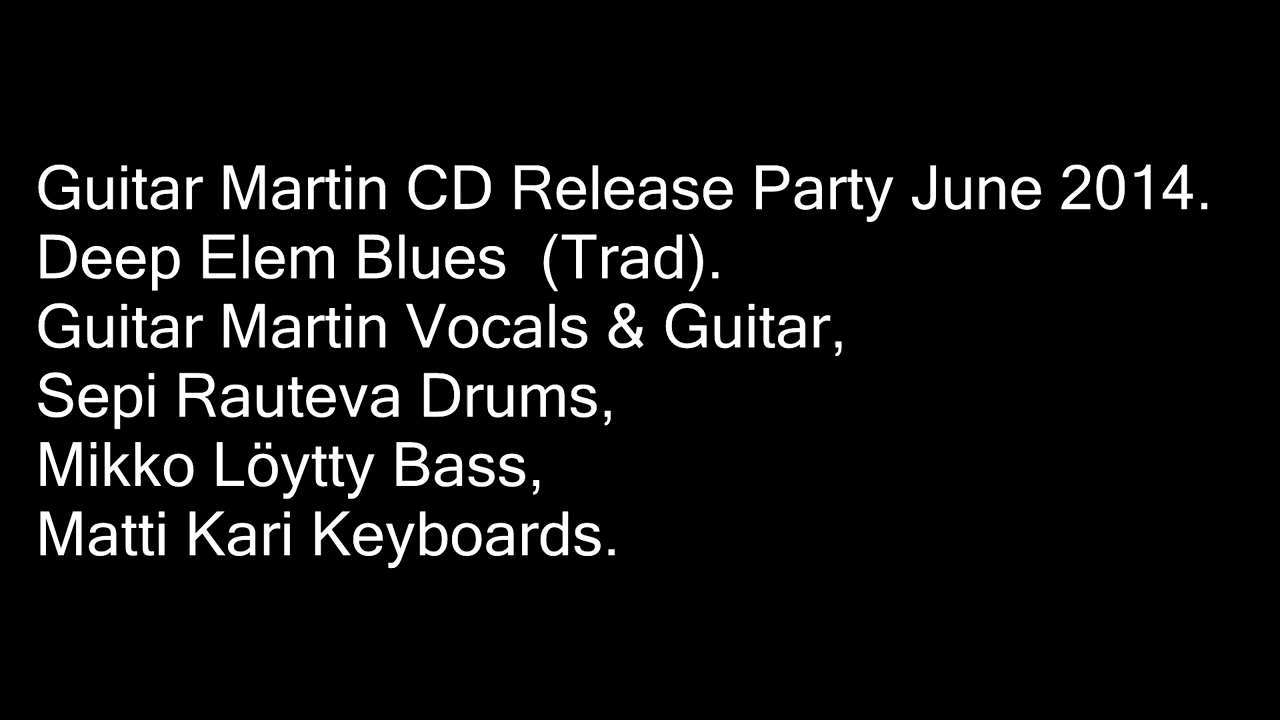 Guitar Martin CD Release Party June 2014.
Deep Elem Blues  (Trad).
Guitar Martin Vocals & Guitar,
Sepi Rauteva Drums,
Mikko Löytty Bass,
Matti Kari Keyboards.